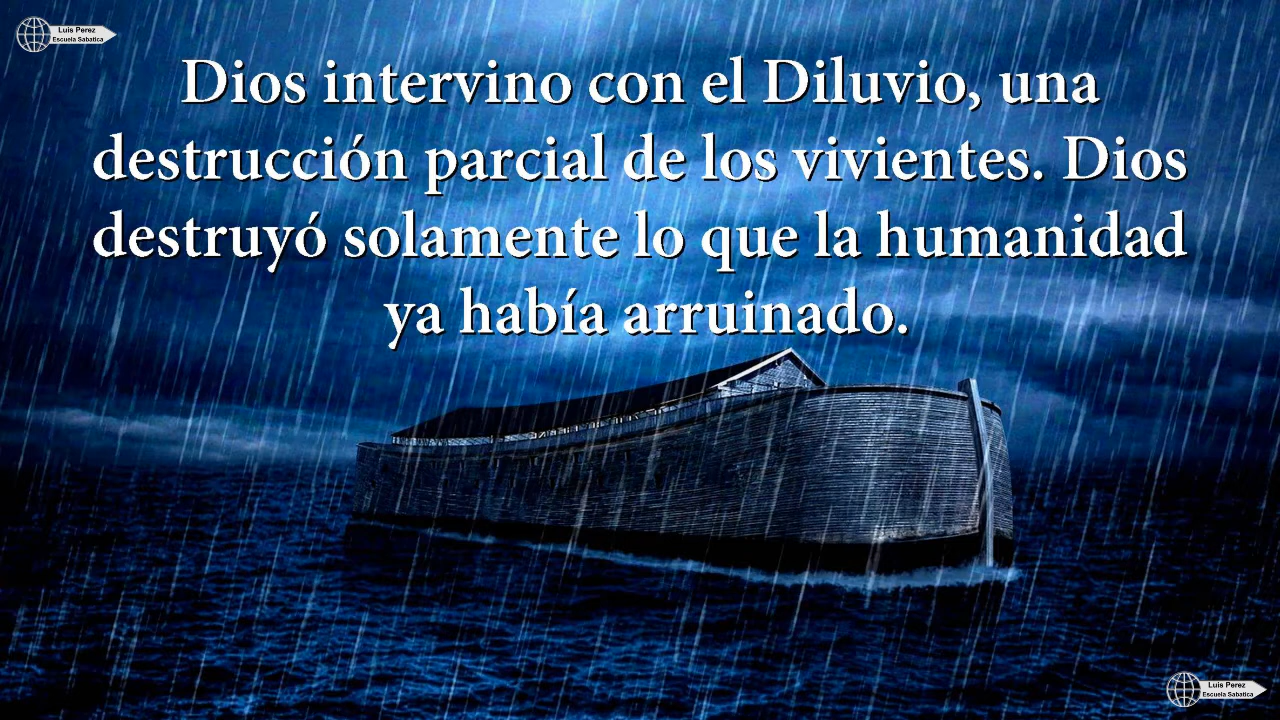 Luis Perez
Escuela Sabatica
Dios intervino con el Diluvio, una
destrucción parcial de los vivientes. Dios
destruyó solamente lo que la humanidad
ya había arruinado.
Luis Perez
Escuela Sabatica